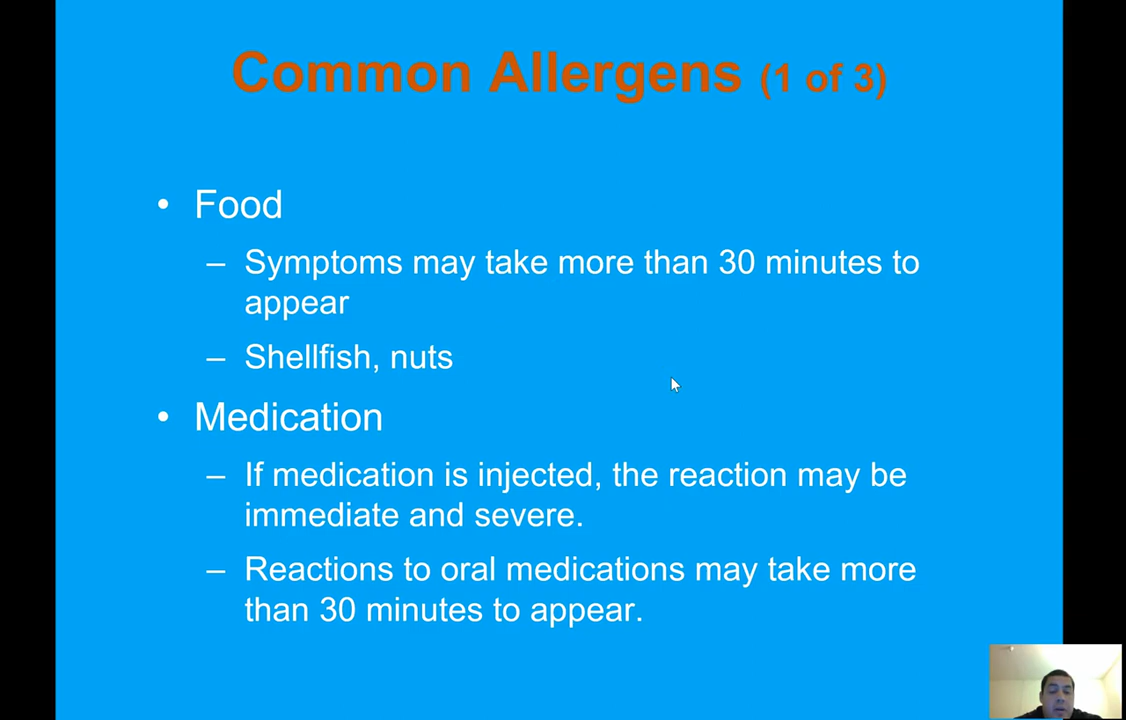 Common Allergens (1 of 3)
• Food
– Symptoms may take more than 30 minutes to
appear
– Shellfish, nuts
• Medication
– If medication is injected, the reaction may be
immediate and severe.
– Reactions to oral medications may take more
than 30 minutes to appear.